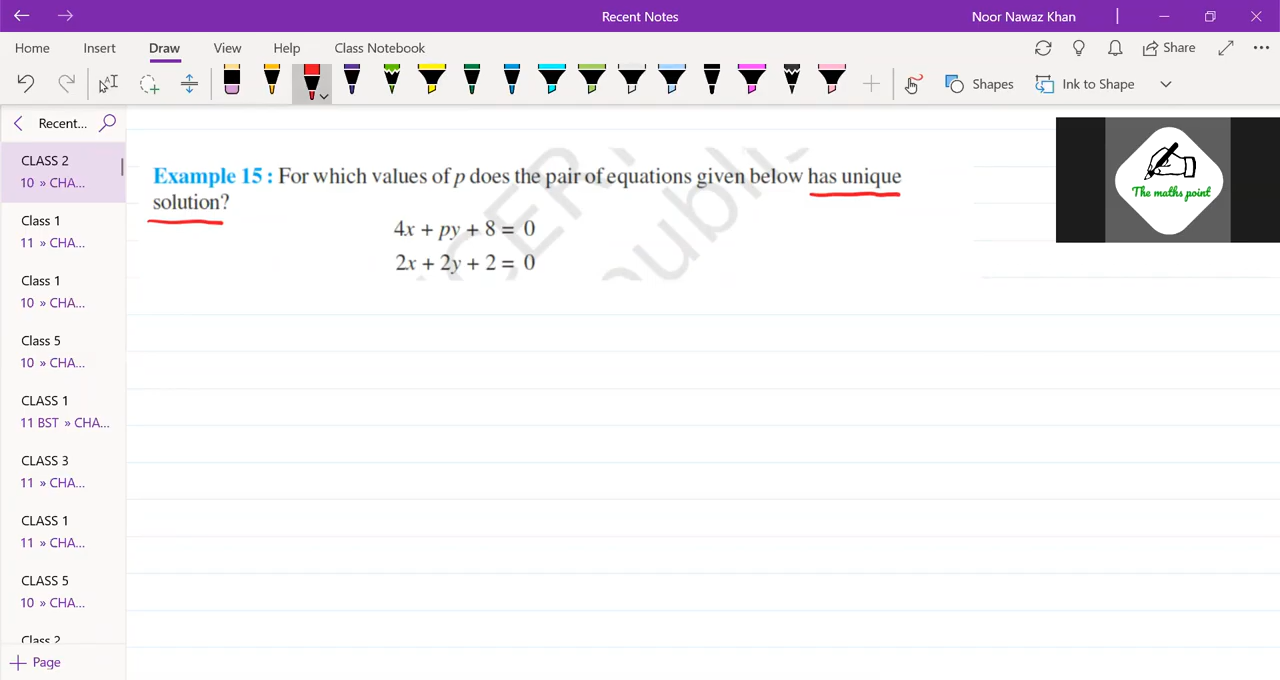 Recent Notes
Noor Nawaz Khan
Home Insert Draw View Help Class Notebook
Share
Shapes
Ink to Shape
Recent...
CLASS 2
10 » CHA...
Class 1
11 » CHA...
Class 1
10 » CHA...
Class 5
10 » CHA...
CLASS 1
11 BST » CHA...
CLASS 3
11 » CHA...
CLASS 1
11 » CHA...
CLASS 5
10 » CHA...
Class 2
Page
Example 15 : For which values of p does the pair of equations given below has unique
solution?
4x + py + 8 = 0
2x + 2y + 2 = 0
The maths point